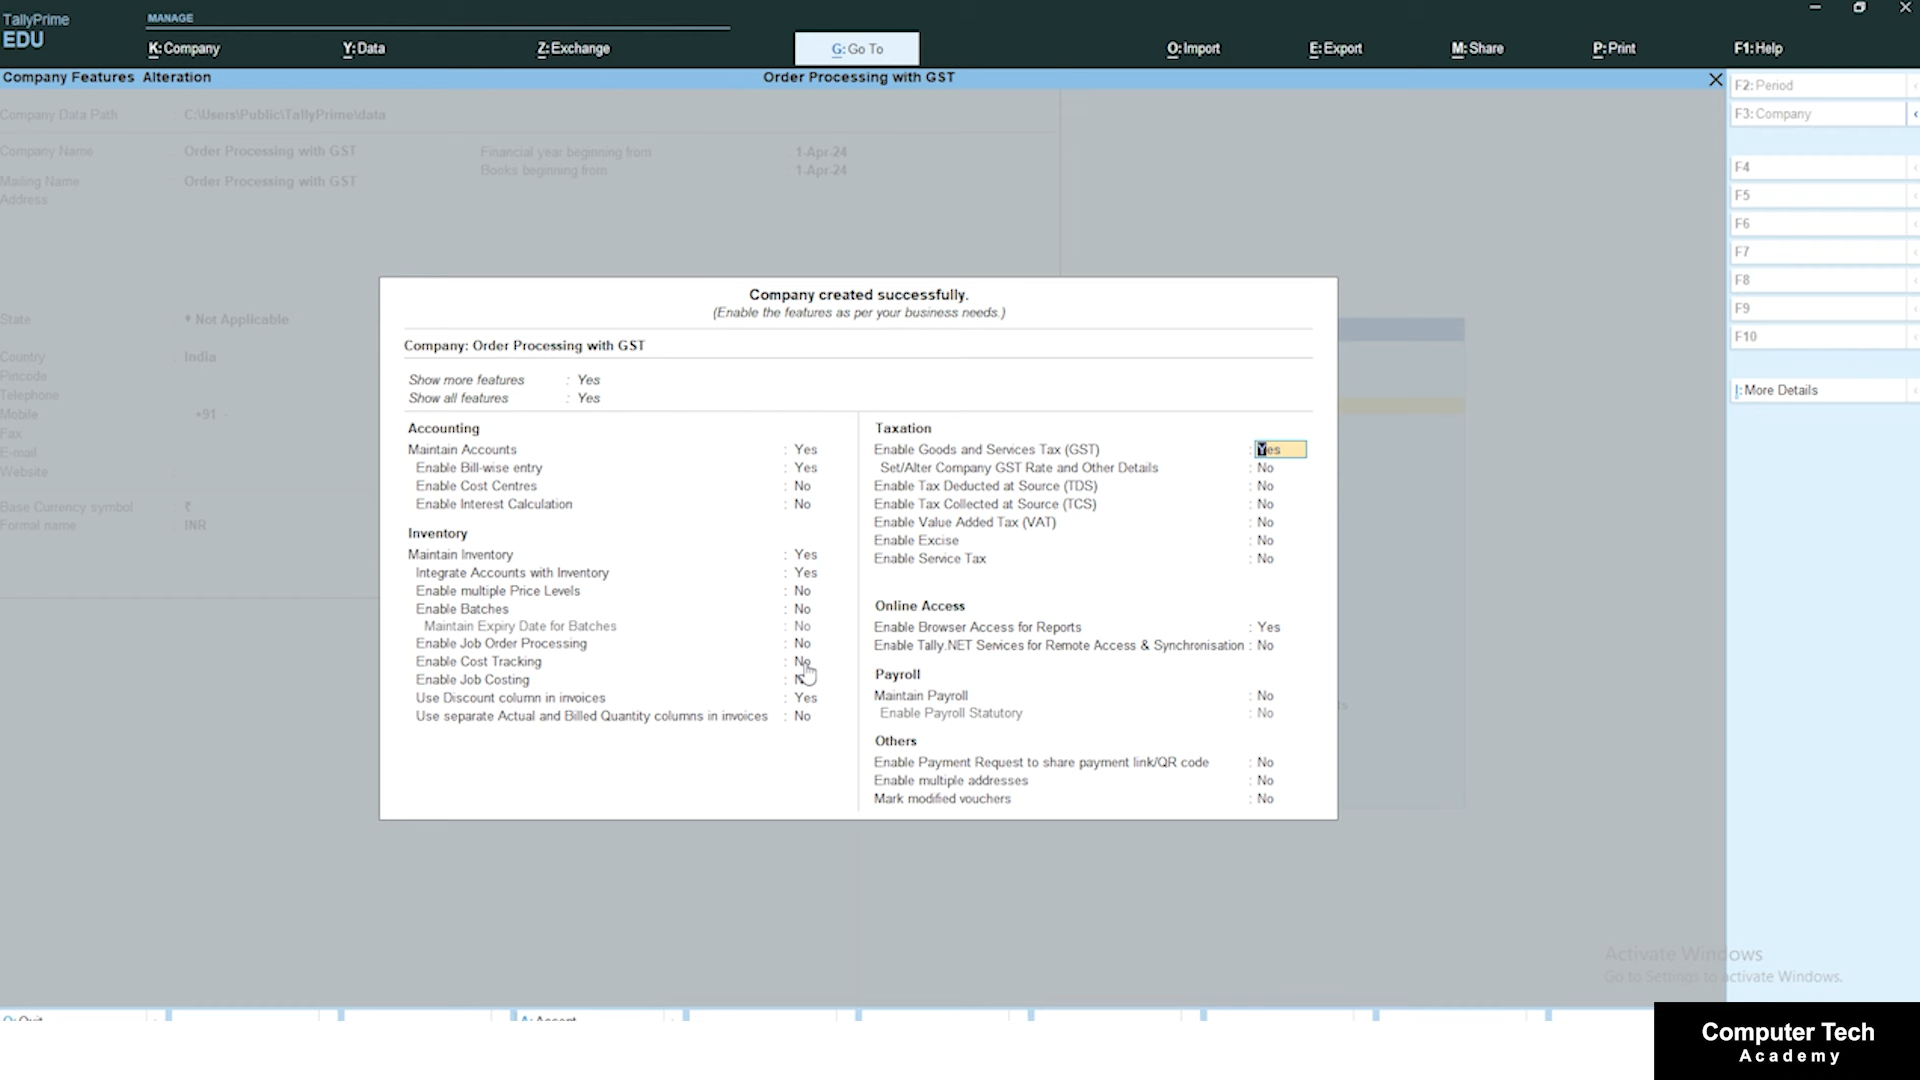 TallyPrime
EDU
MANAGE
K: Company
Y: Data
Z: Exchange
G: Go To
O: Import
E: Export
M: Share
P: Print
F1: Help
Company Features Alteration
Order Processing with GST
Company Data Path C:\Users\Public\TallyPrime\data
Company Name : Order Processing with GST
Financial year beginning from 1-Apr-24
Books beginning from 1-Apr-24
Mailing Name : Order Processing with GST
Address
State : ♦ Not Applicable
Country : India
Pincode
Telephone
Mobile +91 -
Fax
E-mail
Website :
Base Currency symbol : ₹
Formal name : INR
Company created successfully.
(Enable the features as per your business needs.)
Company: Order Processing with GST
Show more features : Yes
Show all features : Yes
Accounting
Maintain Accounts : Yes
Enable Bill-wise entry : Yes
Enable Cost Centres : No
Enable Interest Calculation : No
Inventory
Maintain Inventory : Yes
Integrate Accounts with Inventory : Yes
Enable multiple Price Levels : No
Enable Batches : No
Maintain Expiry Date for Batches : No
Enable Job Order Processing : No
Enable Cost Tracking : No
Enable Job Costing :
Use Discount column in invoices : Yes
Use separate Actual and Billed Quantity columns in invoices : No
Taxation
Enable Goods and Services Tax (GST) : Yes
Set/Alter Company GST Rate and Other Details : No
Enable Tax Deducted at Source (TDS) : No
Enable Tax Collected at Source (TCS) : No
Enable Value Added Tax (VAT) : No
Enable Excise : No
Enable Service Tax : No
Online Access
Enable Browser Access for Reports : Yes
Enable Tally.NET Services for Remote Access & Synchronisation : No
Payroll
Maintain Payroll : No
Enable Payroll Statutory : No
Others
Enable Payment Request to share payment link/QR code : No
Enable multiple addresses : No
Mark modified vouchers : No
F2: Period
F3: Company
F4
F5
F6
F7
F8
F9
F10
I: More Details
Activate Windows
Go to Settings to activate Windows.
Computer Tech
Academy